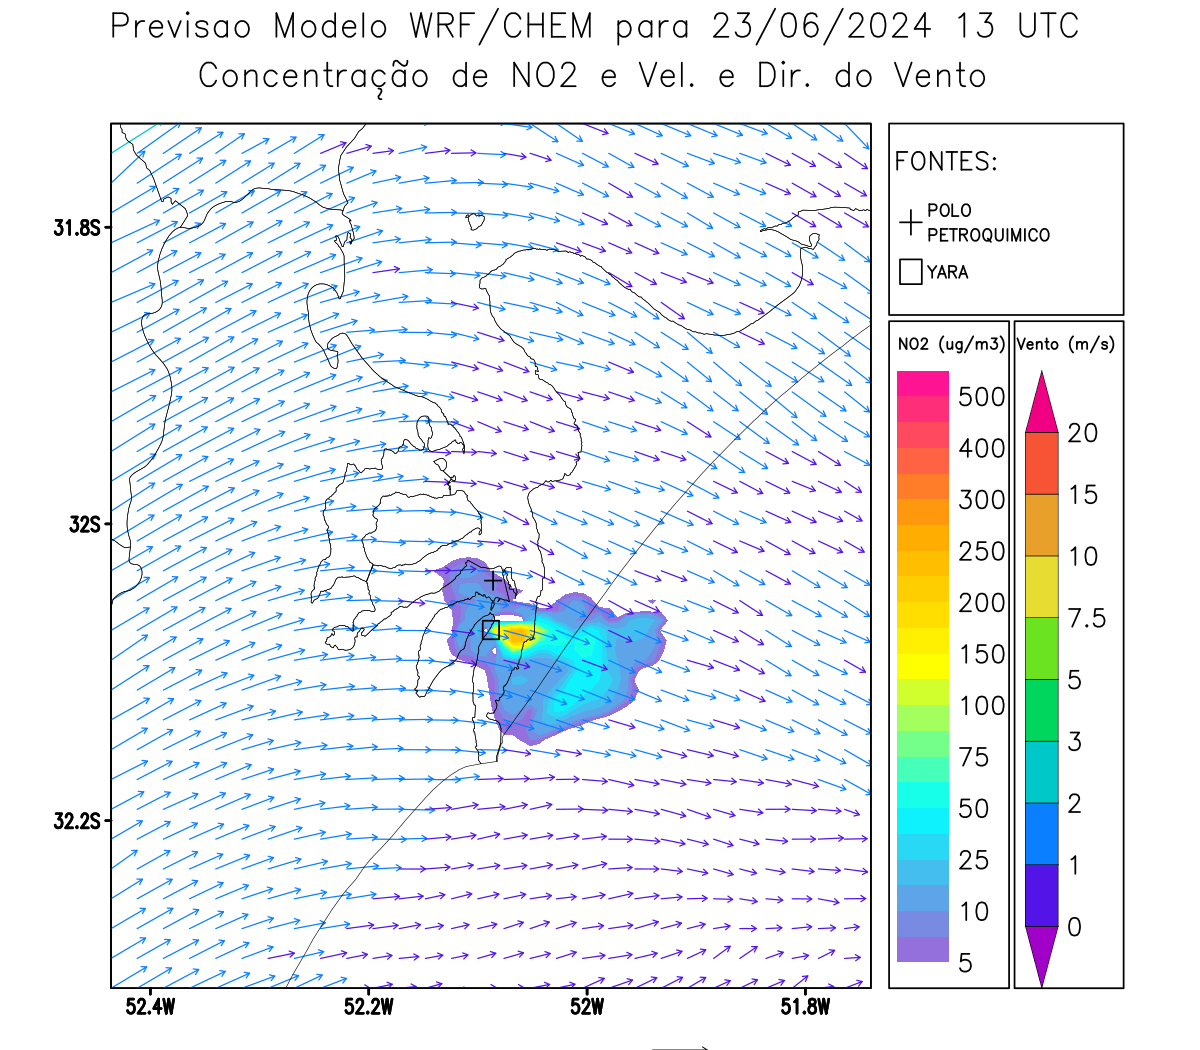 Previsao Modelo WRF/CHEM para 23/06/2024 13 UTC
Concentração de NO2 e Vel. e Dir. do Vento
FONTES:
POLO
PETROQUIMICO
YARA
NO2 (ug/m3)
500
400
300
250
200
150
100
75
50
25
10
5
Vento (m/s)
20
15
10
7.5
5
3
2
1
0
31.8S
32S
32.2S
52.4W
52.2W
52W
51.8W